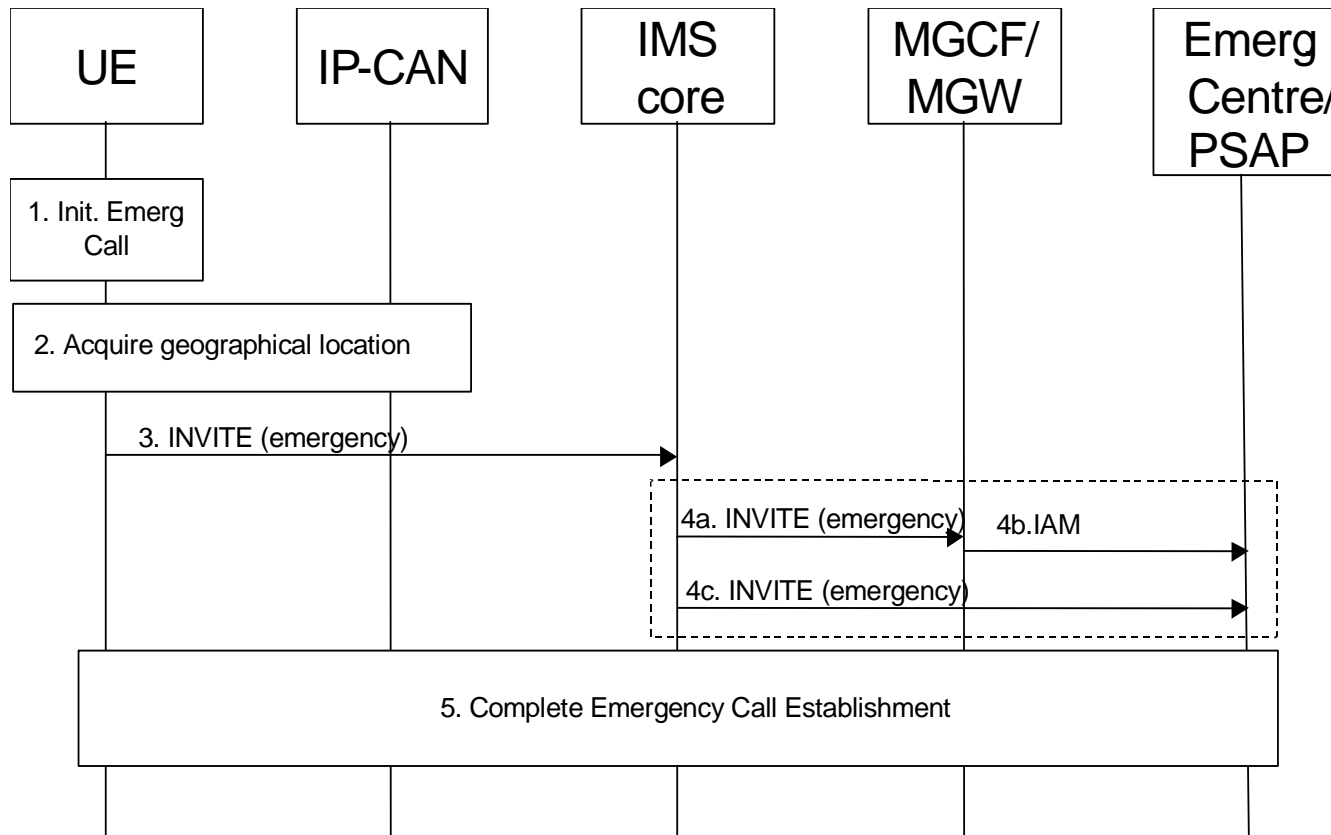 UE
IP-CAN
IMS
core
MGCF/
MGW
Emerg
Centre/
PSAP
1. Init. Emerg
Call
2. Acquire geographical location
3. INVITE (emergency)
4a. INVITE (emergency)
4b.IAM
4c. INVITE (emergency)
5. Complete Emergency Call Establishment